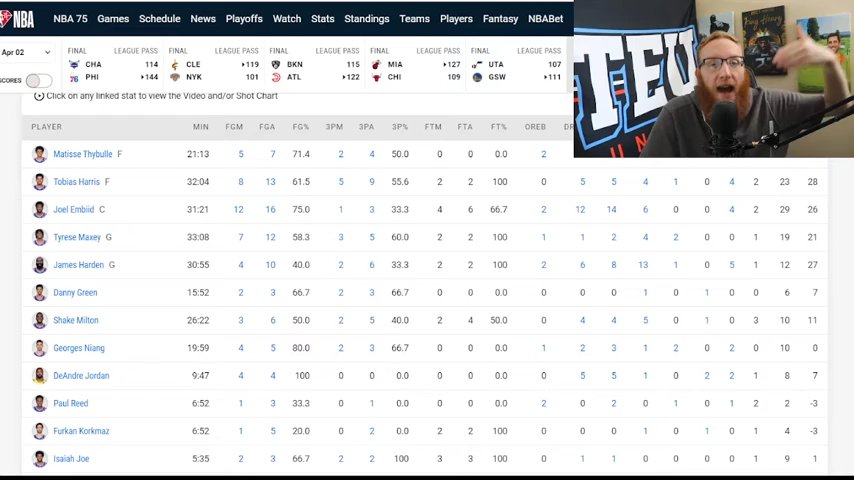 NBA NBA 75 Games Schedule News Playoffs Watch Stats Standings Teams Players Fantasy NBABet
Apr 02
SCORES
FINAL LEAGUE PASS FINAL LEAGUE PASS FINAL LEAGUE PASS FINAL LEAGUE PASS FINAL LEAGUE PASS
CHA 114 CLE 119 BKN 115 MIA 127 UTA 107
PHI 144 NYK 101 ATL 122 CHI 109 GSW 111
Click on any linked stat to view the Video and/or Shot Chart
PLAYER MIN FGM FGA FG% 3PM 3PA 3P% FTM FTA FT% OREB
Matisse Thybulle F 21:13 5 7 71.4 2 4 50.0 0 0 0.0 2
Tobias Harris F 32:04 8 13 61.5 5 9 55.6 2 2 100 0 5 5 4 1 0 4 2 23 28
Joel Embiid C 31:21 12 16 75.0 1 3 33.3 4 6 66.7 2 12 14 6 0 0 4 2 29 26
Tyrese Maxey G 33:08 7 12 58.3 3 5 60.0 2 2 100 1 1 2 4 2 0 0 1 19 21
James Harden G 30:55 4 10 40.0 2 6 33.3 2 2 100 2 6 8 13 1 0 5 1 12 27
Danny Green 15:52 2 3 66.7 2 3 66.7 0 0 0.0 0 0 0 1 0 1 0 0 6 7
Shake Milton 26:22 3 6 50.0 2 5 40.0 2 4 50.0 0 4 4 5 0 1 0 3 10 11
Georges Niang 19:59 4 5 80.0 2 3 66.7 0 0 0.0 1 2 3 1 2 0 2 0 10 0
DeAndre Jordan 9:47 4 4 100 0 0 0.0 0 0 0.0 0 5 5 1 0 2 2 1 8 7
Paul Reed 6:52 1 3 33.3 0 1 0.0 0 0 0.0 2 0 2 0 1 0 1 2 2 -3
Furkan Korkmaz 6:52 1 5 20.0 0 2 0.0 2 2 100 0 0 0 1 0 1 0 1 4 -3
Isaiah Joe 5:35 2 3 66.7 2 2 100 3 3 100 0 1 1 0 0 0 0 1 9 1